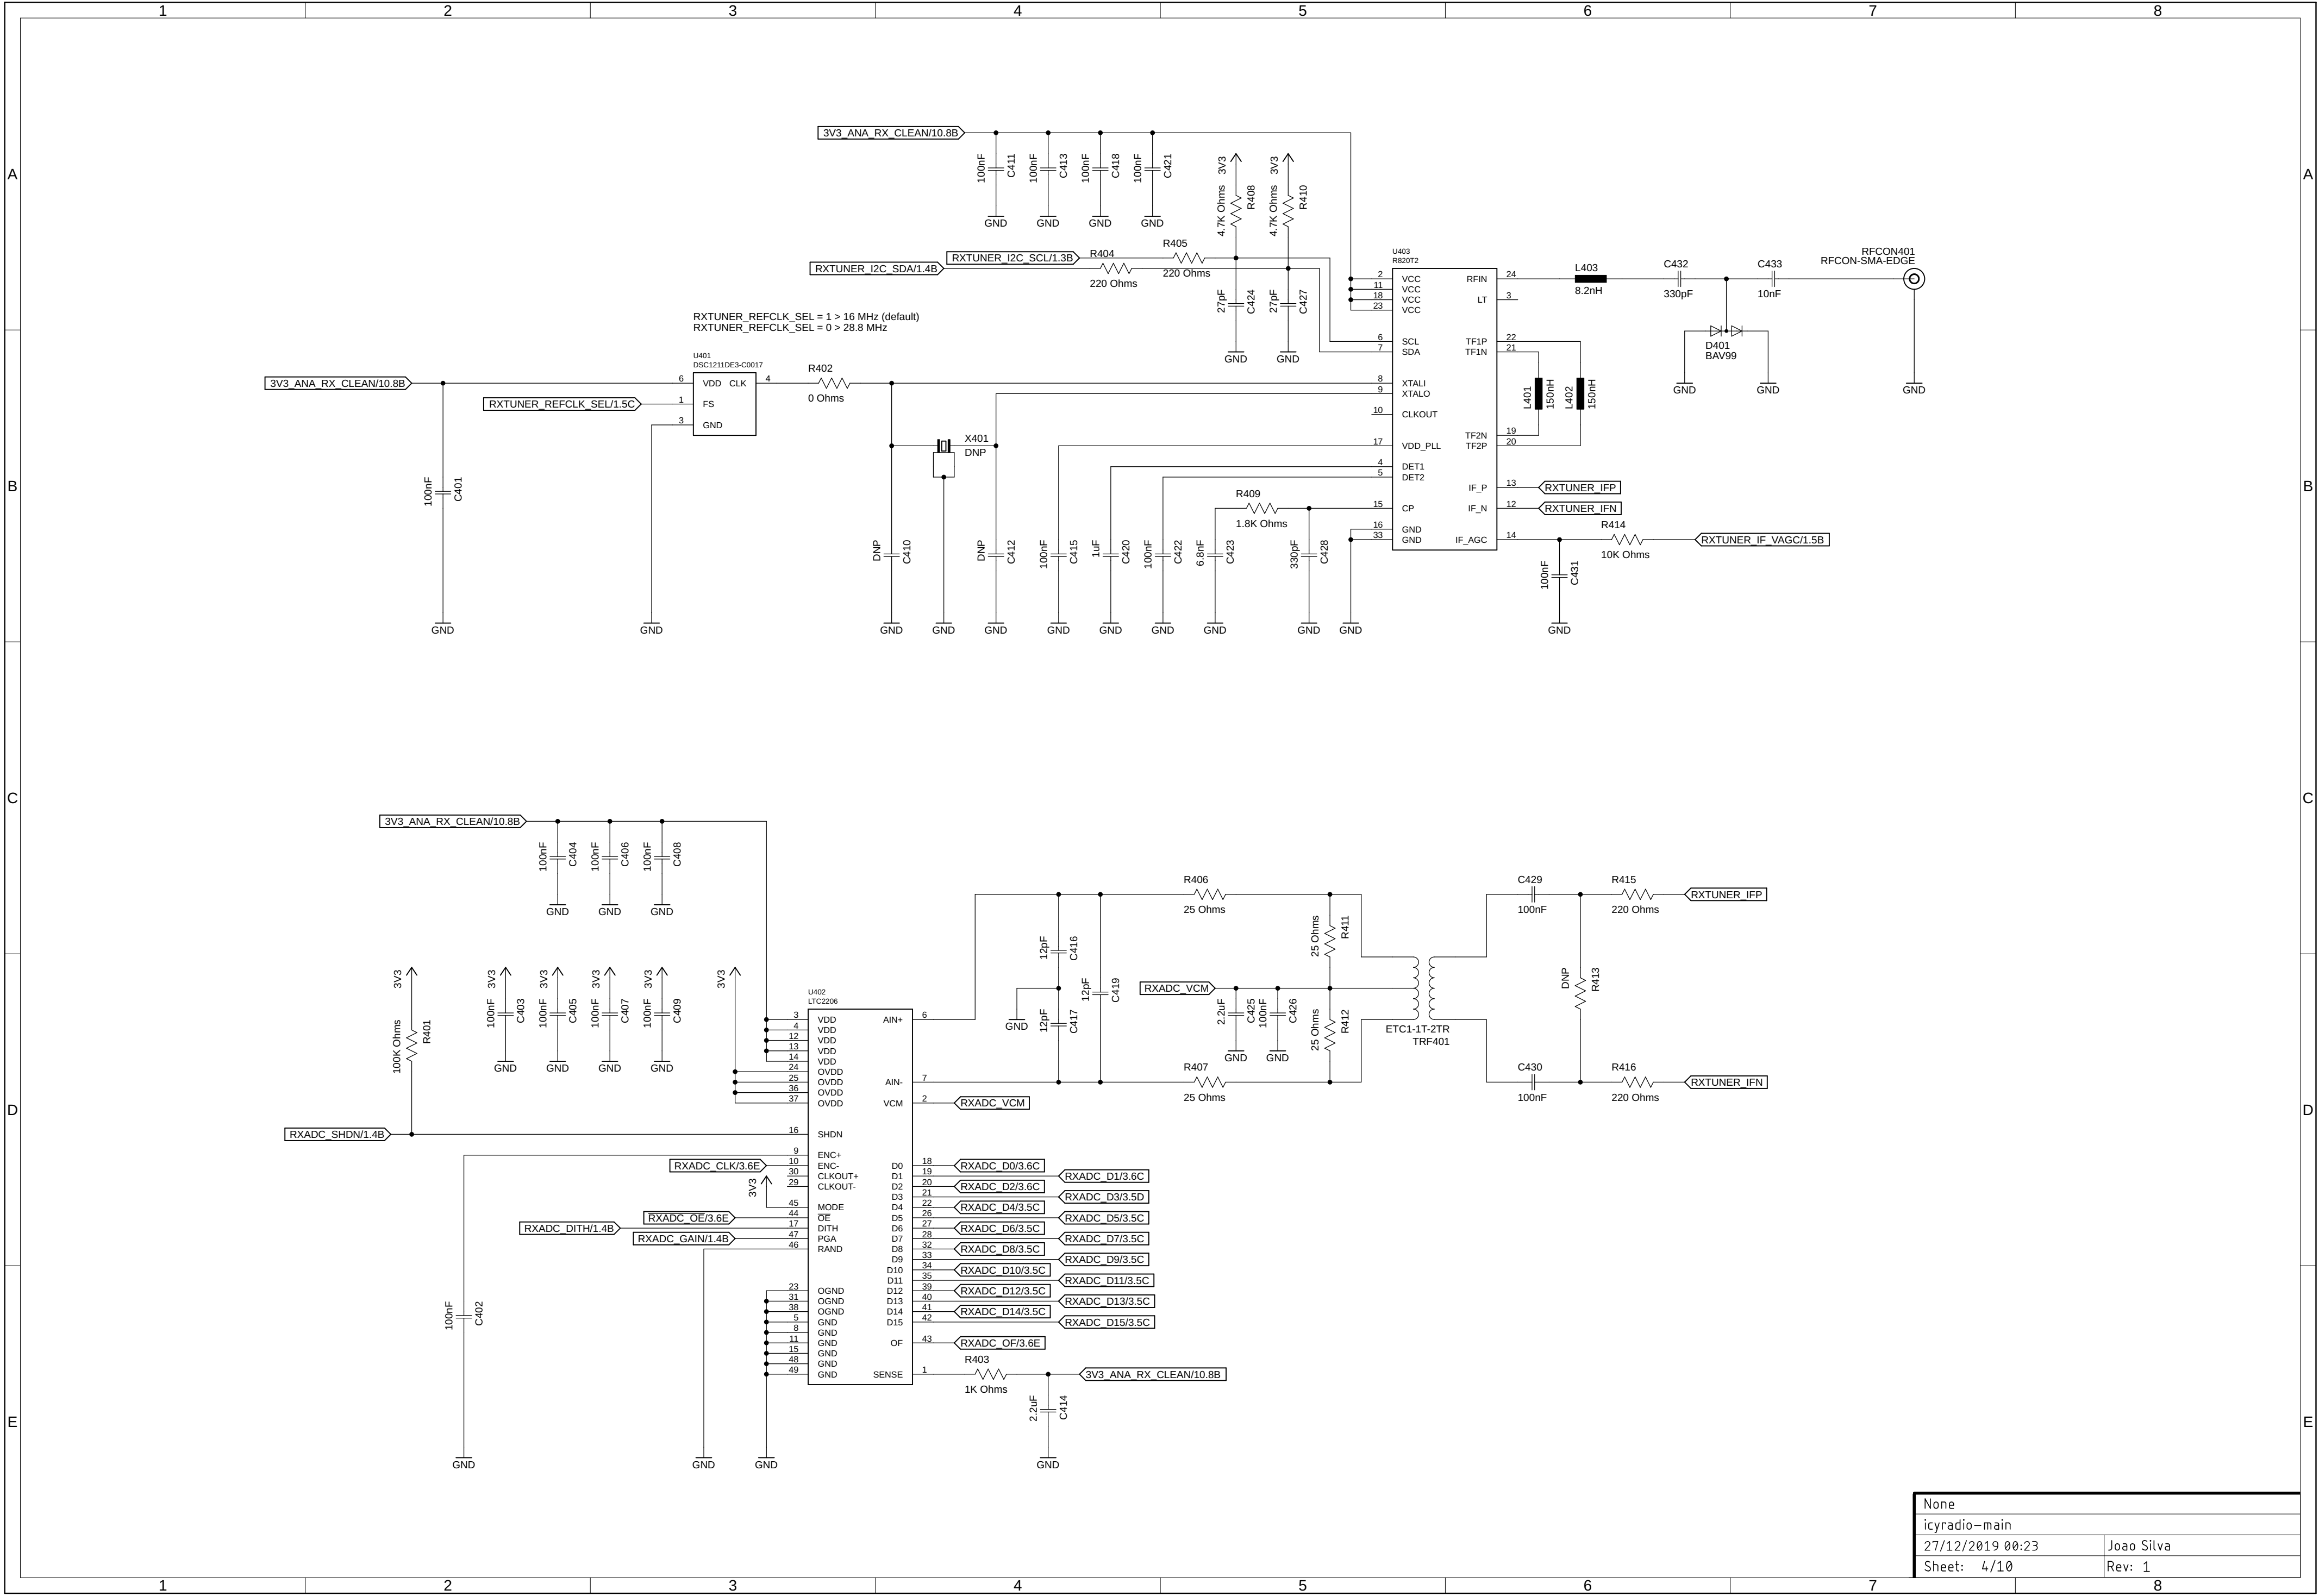 1 2 3 4 5 6 7 8
A A
B B
C C
D D
E E
3V3_ANA_RX_CLEAN/10.8B
100nF C411
100nF C413
100nF C418
100nF C421
GND GND GND GND
3V3 4.7K Ohms R408
3V3 4.7K Ohms R410
RXTUNER_I2C_SCL/1.3B
R405
220 Ohms
RXTUNER_I2C_SDA/1.4B
R404
220 Ohms
27pF C424
27pF C427
GND GND
RXTUNER_REFCLK_SEL = 1 > 16 MHz (default)
RXTUNER_REFCLK_SEL = 0 > 28.8 MHz
U401
DSC1211DE3-C0017
3V3_ANA_RX_CLEAN/10.8B
6 VDD CLK 4
RXTUNER_REFCLK_SEL/1.5C
1 FS
3 GND
R402
0 Ohms
100nF C401
GND
GND
X401
DNP
DNP C410
DNP C412
100nF C415
1uF C420
100nF C422
6.8nF C423
R409
1.8K Ohms
330pF C428
GND GND GND GND GND GND GND GND GND
U403
R820T2
2 VCC
11 VCC
18 VCC
23 VCC
6 SCL
7 SDA
8 XTALI
9 XTALO
10 CLKOUT
17 VDD_PLL
4 DET1
5 DET2
15 CP
16 GND
33 GND
RFIN 24
LT 3
TF1P 22
TF1N 21
TF2N 19
TF2P 20
IF_P 13
IF_N 12
IF_AGC 14
L403
8.2nH
C432
330pF
C433
10nF
RFCON401
RFCON-SMA-EDGE
D401
BAV99
GND GND GND
L401 150nH
L402 150nH
RXTUNER_IFP
RXTUNER_IFN
R414
10K Ohms
RXTUNER_IF_VAGC/1.5B
100nF C431
GND
3V3_ANA_RX_CLEAN/10.8B
100nF C404
100nF C406
100nF C408
GND GND GND
3V3 3V3 3V3 3V3 3V3 3V3
100K Ohms R401
100nF C403
100nF C405
100nF C407
100nF C409
GND GND GND GND
U402
LTC2206
3 VDD
4 VDD
12 VDD
13 VDD
14 VDD
24 OVDD
25 OVDD
36 OVDD
37 OVDD
RXADC_SHDN/1.4B
16 SHDN
9 ENC+
RXADC_CLK/3.6E
10 ENC-
30 CLKOUT+
29 CLKOUT-
3V3
45 MODE
RXADC_OE/3.6E
44 OE
RXADC_DITH/1.4B
17 DITH
RXADC_GAIN/1.4B
47 PGA
46 RAND
23 OGND
31 OGND
38 OGND
5 GND
8 GND
11 GND
15 GND
48 GND
49 GND
100nF C402
GND GND GND
AIN+ 6
AIN- 7
VCM 2 RXADC_VCM
D0 18 RXADC_D0/3.6C
D1 19 RXADC_D1/3.6C
D2 20 RXADC_D2/3.6C
D3 21 RXADC_D3/3.5D
D4 22 RXADC_D4/3.5C
D5 26 RXADC_D5/3.5C
D6 27 RXADC_D6/3.5C
D7 28 RXADC_D7/3.5C
D8 32 RXADC_D8/3.5C
D9 33 RXADC_D9/3.5C
D10 34 RXADC_D10/3.5C
D11 35 RXADC_D11/3.5C
D12 39 RXADC_D12/3.5C
D13 40 RXADC_D13/3.5C
D14 41 RXADC_D14/3.5C
D15 42 RXADC_D15/3.5C
OF 43 RXADC_OF/3.6E
SENSE 1
R403
1K Ohms
3V3_ANA_RX_CLEAN/10.8B
2.2uF C414
GND
12pF C416
12pF C417
12pF C419
GND
R406
25 Ohms
R407
25 Ohms
RXADC_VCM
2.2uF C425
100nF C426
GND GND
25 Ohms R411
25 Ohms R412
ETC1-1T-2TR
TRF401
C429
100nF
R415
220 Ohms
RXTUNER_IFP
DNP R413
C430
100nF
R416
220 Ohms
RXTUNER_IFN
None
icyradio-main
27/12/2019 00:23 Joao Silva
Sheet: 4/10 Rev: 1
1 2 3 4 5 6 7 8